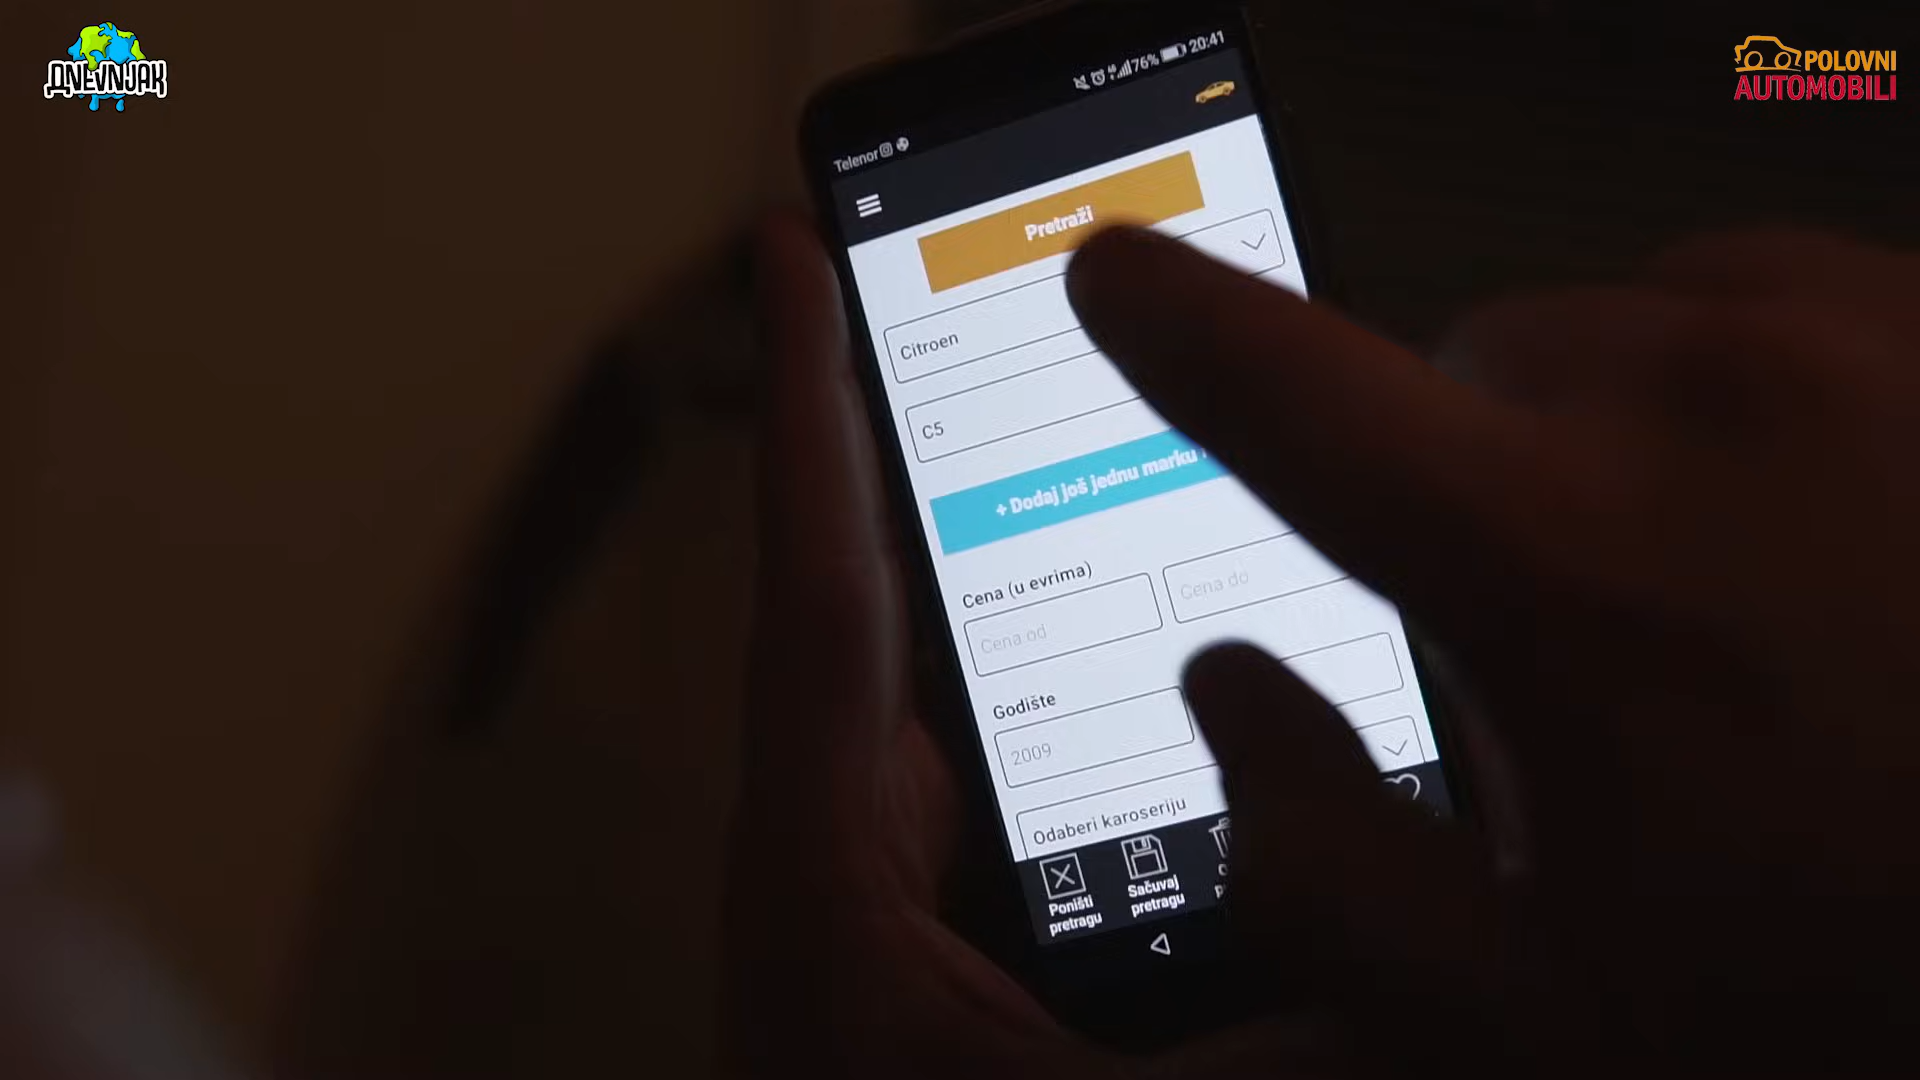 ДNEVNJAK
POLOVNI
AUTOMOBILI
76% 20:41
Telenor
Pretraži
Citroen
C5
+ Dodaj još jednu marku
Cena (u evrima)
Cena od
Cena do
Godište
2009
Odaberi karoseriju
Poništi
pretragu
Sačuvaj
pretragu